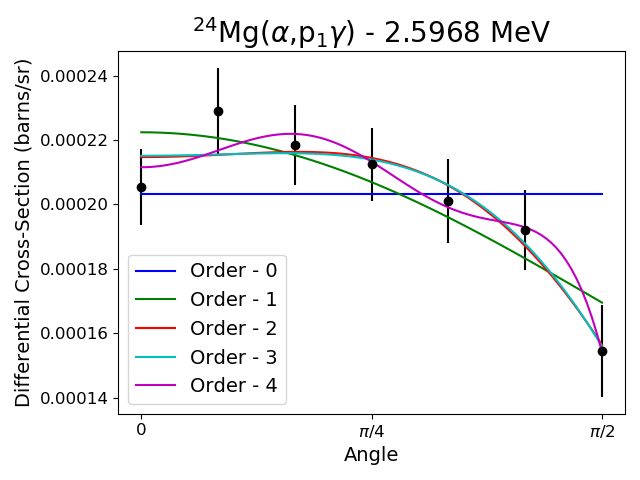 ²⁴Mg(α,p₁γ) - 2.5968 MeV
Differential Cross-Section (barns/sr)
0.00024
0.00022
0.00020
0.00018
0.00016
0.00014
Order - 0
Order - 1
Order - 2
Order - 3
Order - 4
0 π/4 π/2
Angle